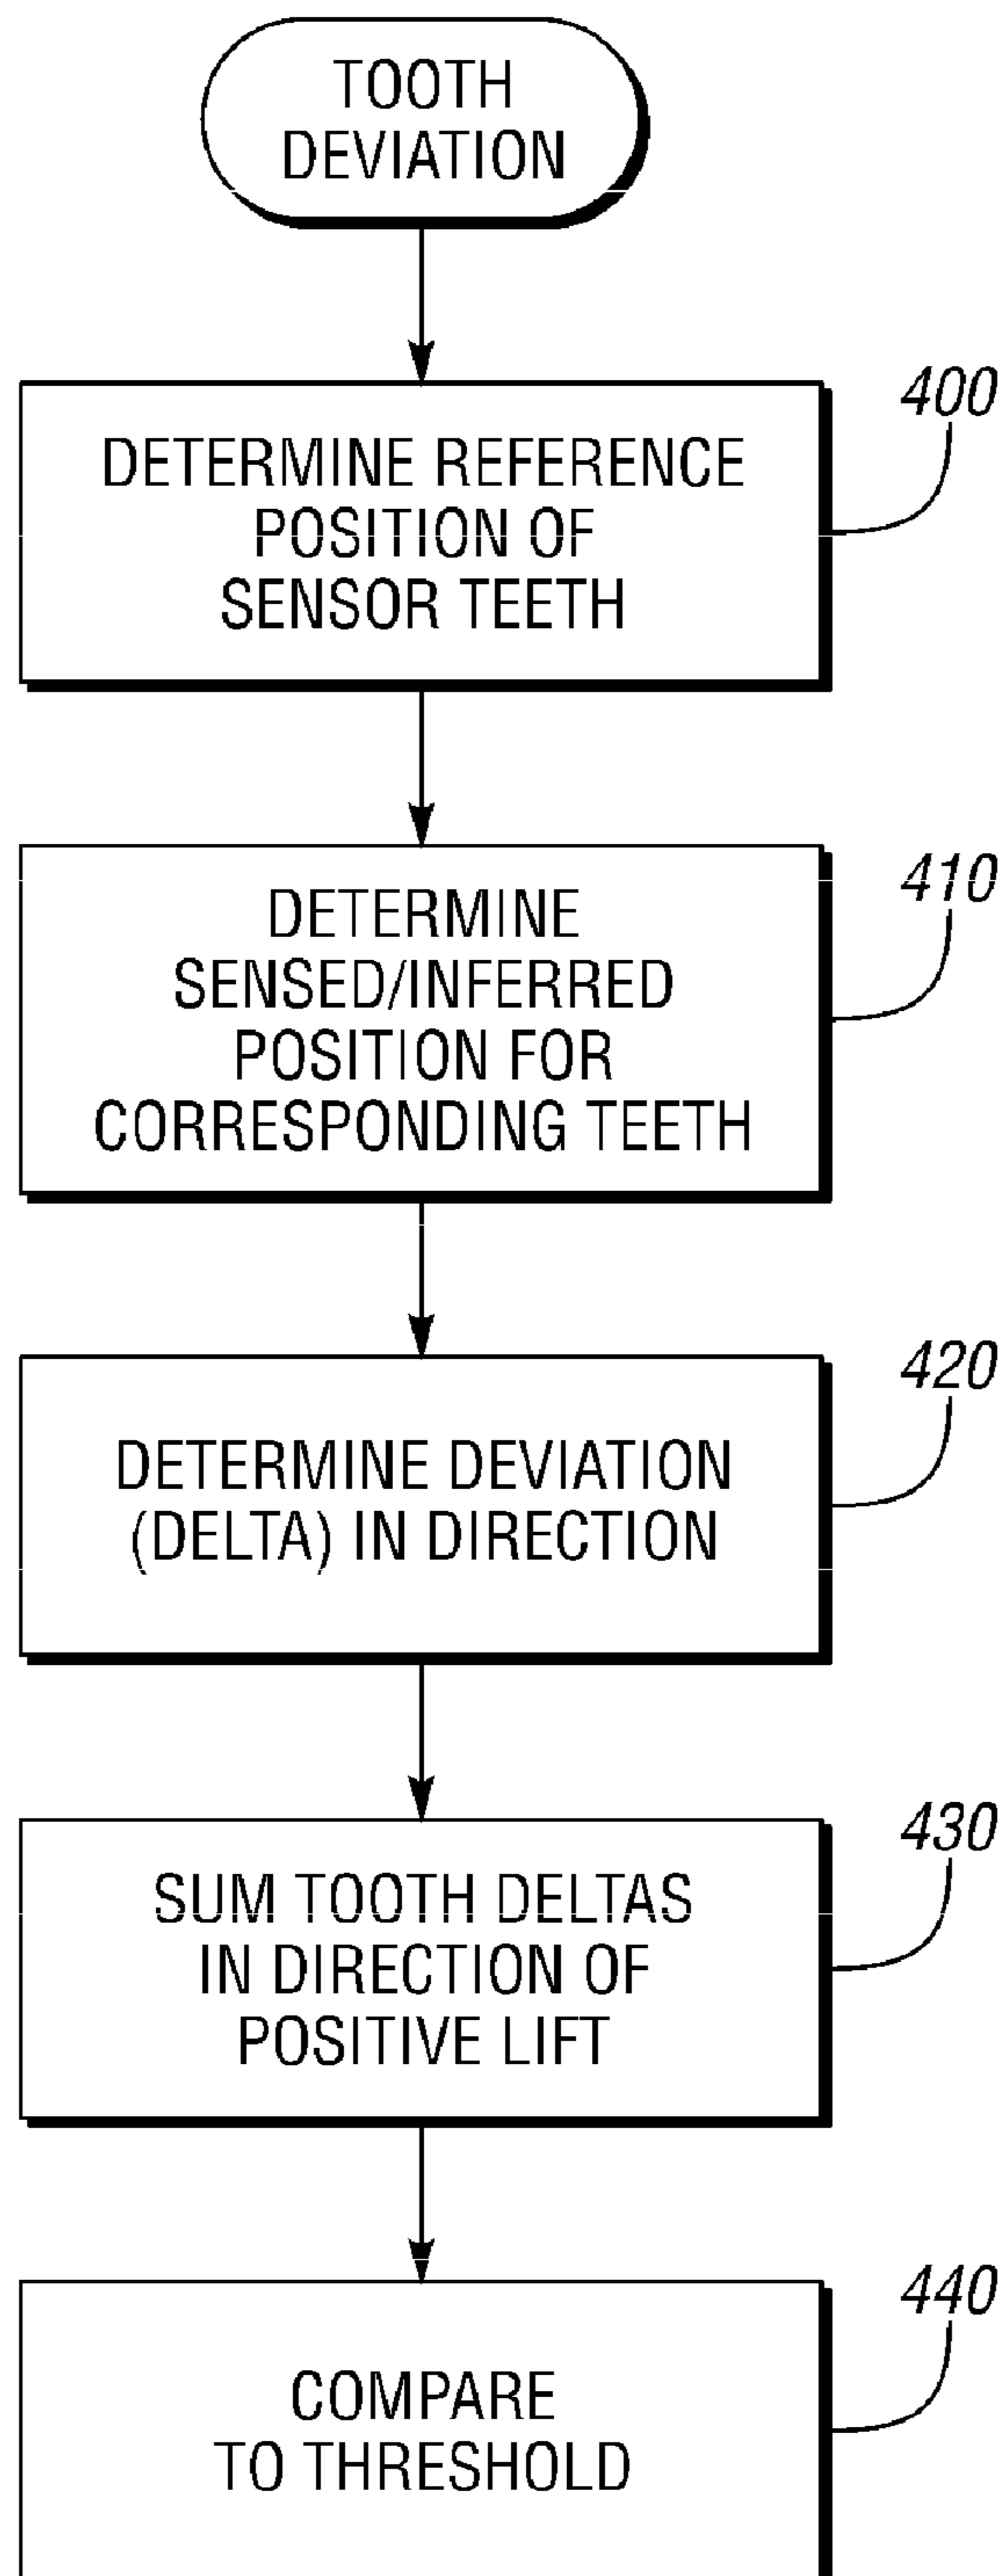 TOOTH
DEVIATION
400
DETERMINE REFERENCE
POSITION OF
SENSOR TEETH
410
DETERMINE
SENSED/INFERRED
POSITION FOR
CORRESPONDING TEETH
420
DETERMINE DEVIATION
(DELTA) IN DIRECTION
430
SUM TOOTH DELTAS
IN DIRECTION OF
POSITIVE LIFT
440
COMPARE
TO THRESHOLD